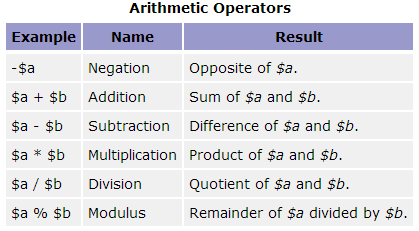 Arithmetic Operators
Example Name Result
-$a Negation Opposite of $a.
$a + $b Addition Sum of $a and $b.
$a - $b Subtraction Difference of $a and $b.
$a * $b Multiplication Product of $a and $b.
$a / $b Division Quotient of $a and $b.
$a % $b Modulus Remainder of $a divided by $b.